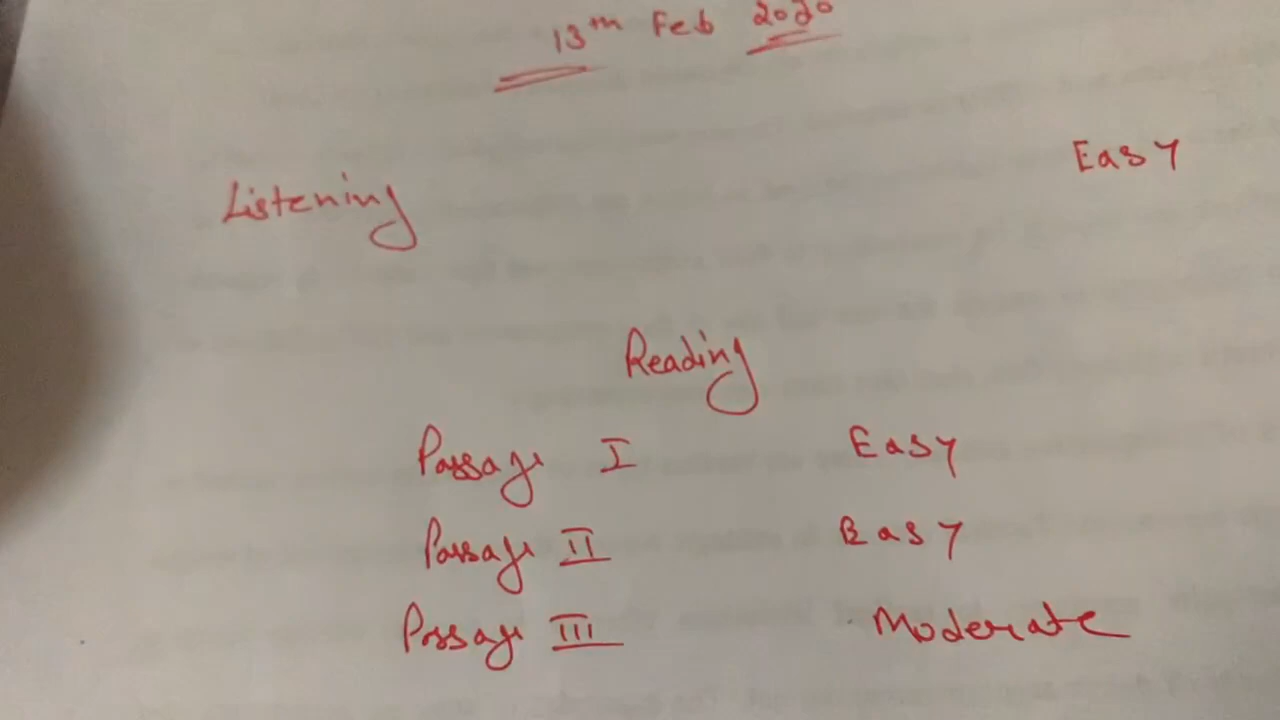 13th Feb 2020
Listening Easy
Reading
Passage I Easy
Passage II Easy
Passage III Moderate